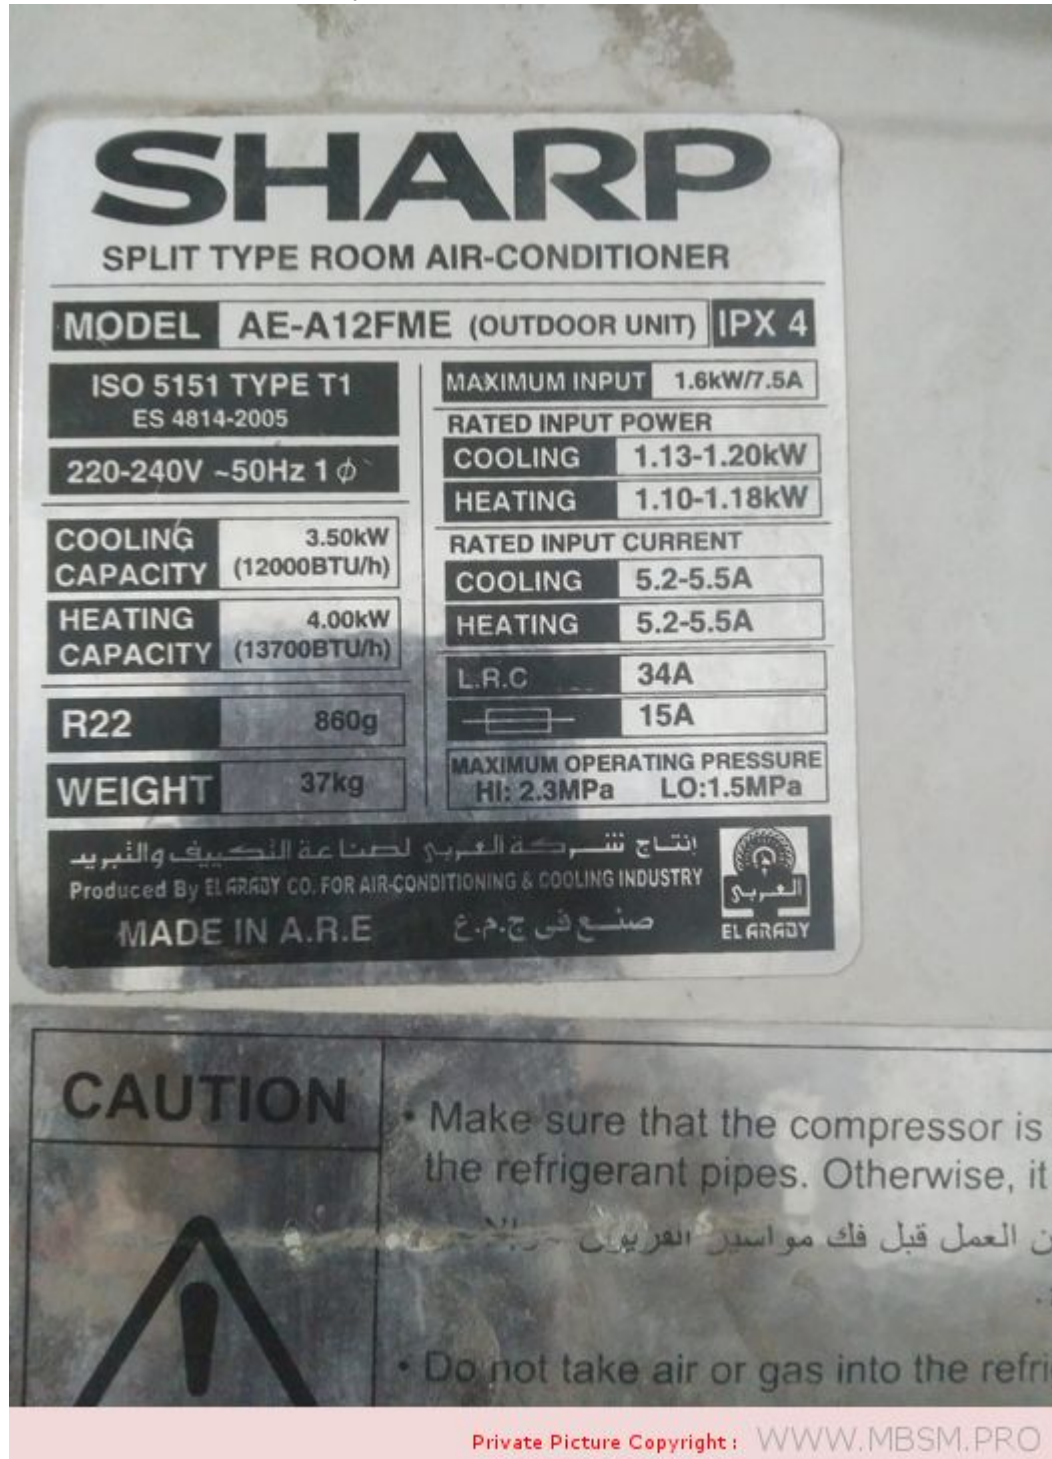 SHARP
SPLIT TYPE ROOM AIR-CONDITIONER
MODEL AE-A12FME (OUTDOOR UNIT) IPX 4
ISO 5151 TYPE T1
ES 4814-2005
220-240V ~50Hz 1 ϕ
COOLING CAPACITY 3.50kW (12000BTU/h)
HEATING CAPACITY 4.00kW (13700BTU/h)
R22 860g
WEIGHT 37kg
MAXIMUM INPUT 1.6kW/7.5A
RATED INPUT POWER
COOLING 1.13-1.20kW
HEATING 1.10-1.18kW
RATED INPUT CURRENT
COOLING 5.2-5.5A
HEATING 5.2-5.5A
L.R.C 34A
15A
MAXIMUM OPERATING PRESSURE
HI: 2.3MPa LO:1.5MPa
إنتاج شركة العربى لصناعة التكييف والتبريد
Produced By EL ARABY CO. FOR AIR-CONDITIONING & COOLING INDUSTRY
MADE IN A.R.E صنع فى ج.م.ع
العربى
EL ARABY
CAUTION
• Make sure that the compressor is
the refrigerant pipes. Otherwise, it
ن العمل قبل فك مواسير الفريون
• Do not take air or gas into the refri
Private Picture Copyright : WWW.MBSM.PRO